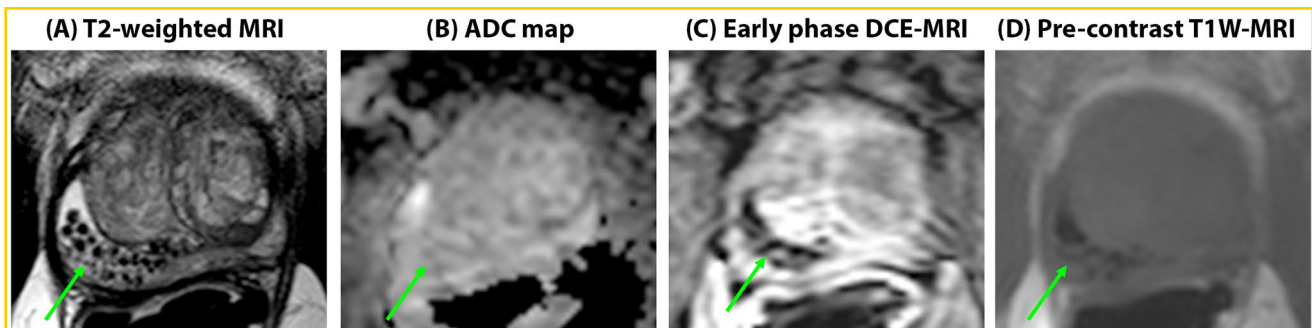 (A) T2-weighted MRI
(B) ADC map
(C) Early phase DCE-MRI
(D) Pre-contrast T1W-MRI